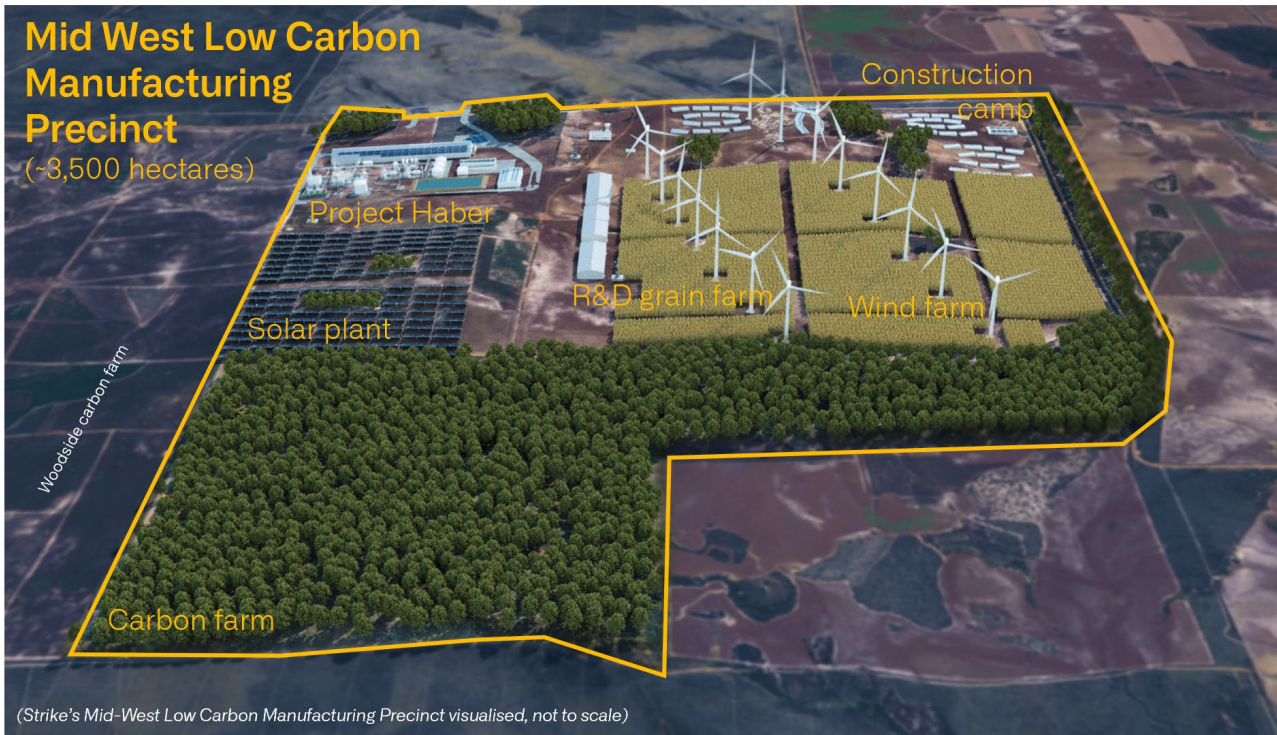 Mid West Low Carbon
Manufacturing
Precinct
(~3,500 hectares)
Construction
camp
Project Haber
R&D grain farm
Wind farm
Solar plant
Woodside carbon farm
Carbon farm
(Strike's Mid-West Low Carbon Manufacturing Precinct visualised, not to scale)